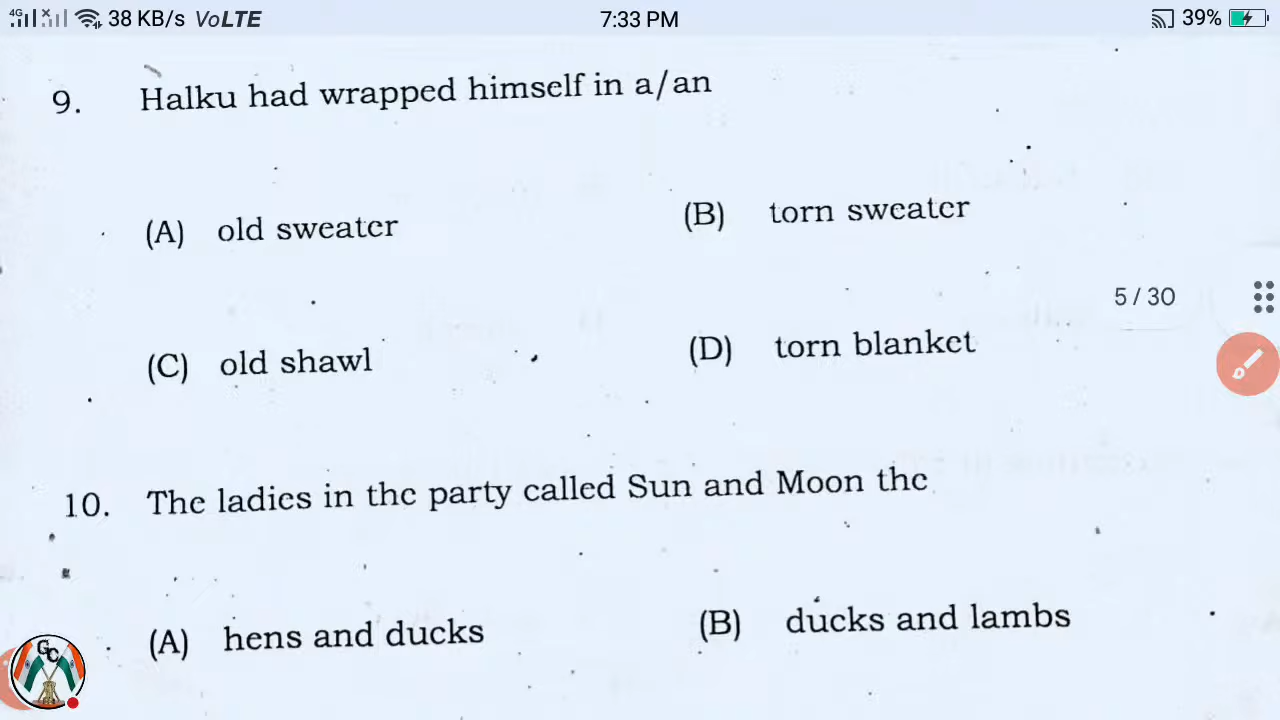 4G 38 KB/s VoLTE 7:33 PM 39%
9. Halku had wrapped himself in a/an
(A) old sweater (B) torn sweater
5 / 30
(C) old shawl (D) torn blanket
10. The ladies in the party called Sun and Moon the
(A) hens and ducks (B) ducks and lambs
GC